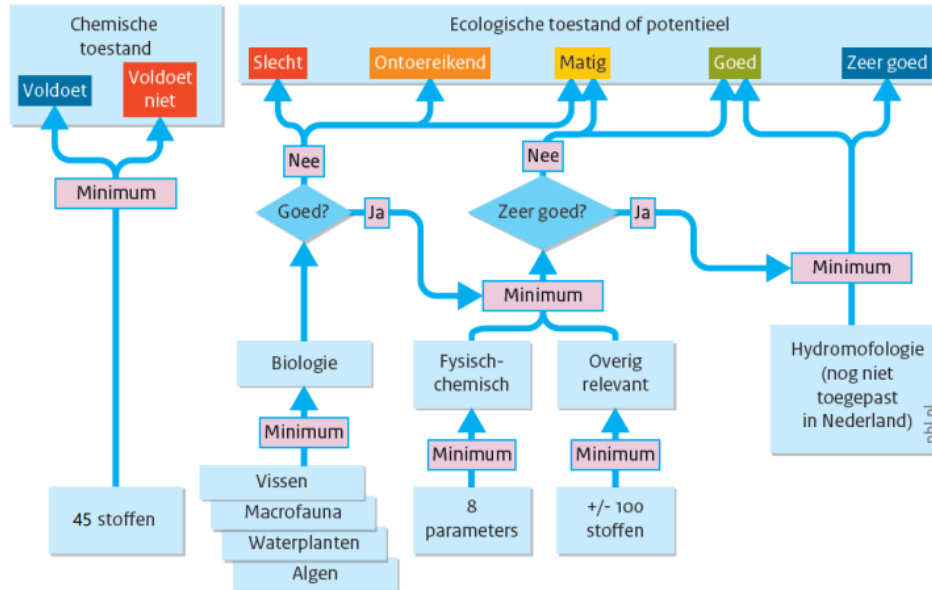 Chemische
toestand
Voldoet
Voldoet
niet
Minimum
45 stoffen
Ecologische toestand of potentieel
Slecht
Ontoereikend
Matig
Goed
Zeer goed
Nee
Nee
Goed?
Ja
Zeer goed?
Ja
Minimum
Minimum
Biologie
Fysisch-
chemisch
Overig
relevant
Hydromofologie
(nog niet
toegepast
in Nederland)
pbl.nl
Minimum
Minimum
Minimum
Vissen
Macrofauna
Waterplanten
Algen
8
parameters
+/- 100
stoffen